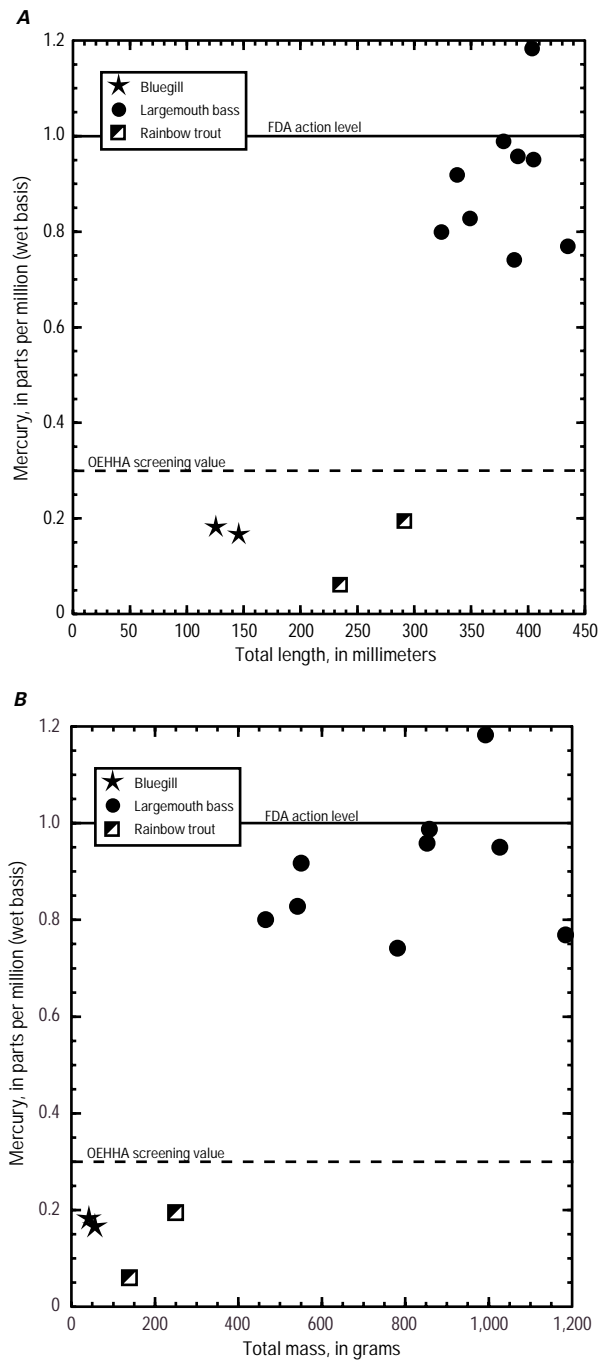 A
Mercury, in parts per million (wet basis)
1.2
1.0
0.8
0.6
0.4
0.2
0
Bluegill
Largemouth bass
Rainbow trout
FDA action level
OEHHA screening value
0 50 100 150 200 250 300 350 400 450
Total length, in millimeters
B
Mercury, in parts per million (wet basis)
1.2
1.0
0.8
0.6
0.4
0.2
0
Bluegill
Largemouth bass
Rainbow trout
FDA action level
OEHHA screening value
0 200 400 600 800 1,000 1,200
Total mass, in grams